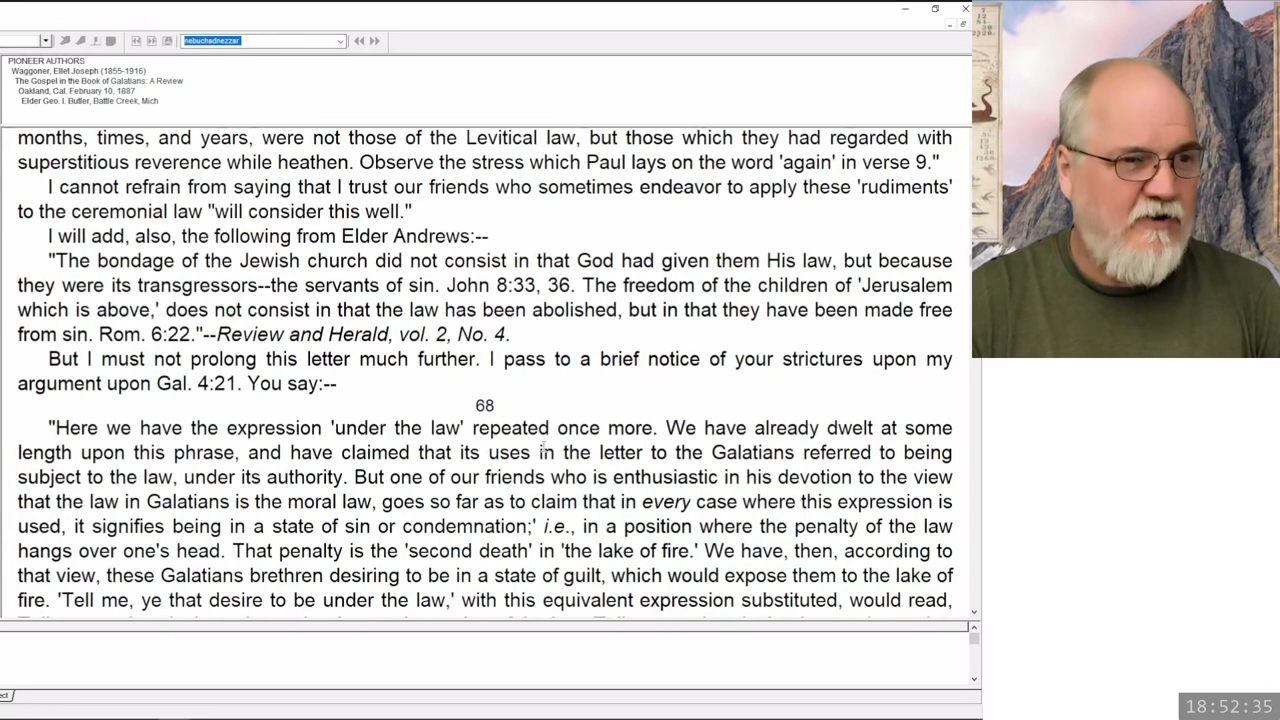 nebuchadnezzar
PIONEER AUTHORS
Waggoner, Ellet Joseph (1855-1916)
The Gospel in the Book of Galatians: A Review
Oakland, Cal. February 10, 1887
Elder Geo. I. Butler, Battle Creek, Mich
months, times, and years, were not those of the Levitical law, but those which they had regarded with
superstitious reverence while heathen. Observe the stress which Paul lays on the word 'again' in verse 9."
I cannot refrain from saying that I trust our friends who sometimes endeavor to apply these 'rudiments'
to the ceremonial law "will consider this well."
I will add, also, the following from Elder Andrews:--
"The bondage of the Jewish church did not consist in that God had given them His law, but because
they were its transgressors--the servants of sin. John 8:33, 36. The freedom of the children of 'Jerusalem
which is above,' does not consist in that the law has been abolished, but in that they have been made free
from sin. Rom. 6:22."--Review and Herald, vol. 2, No. 4.
But I must not prolong this letter much further. I pass to a brief notice of your strictures upon my
argument upon Gal. 4:21. You say:--
68
"Here we have the expression 'under the law' repeated once more. We have already dwelt at some
length upon this phrase, and have claimed that its uses in the letter to the Galatians referred to being
subject to the law, under its authority. But one of our friends who is enthusiastic in his devotion to the view
that the law in Galatians is the moral law, goes so far as to claim that in every case where this expression is
used, it signifies being in a state of sin or condemnation;' i.e., in a position where the penalty of the law
hangs over one's head. That penalty is the 'second death' in 'the lake of fire.' We have, then, according to
that view, these Galatians brethren desiring to be in a state of guilt, which would expose them to the lake of
fire. 'Tell me, ye that desire to be under the law,' with this equivalent expression substituted, would read,
18:52:35